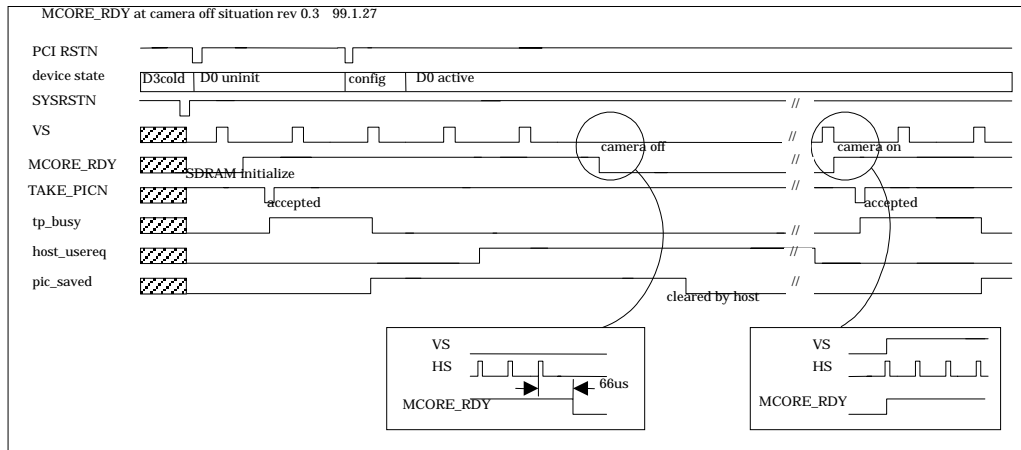 MCORE_RDY at camera off situation rev 0.3 99.1.27
PCI RSTN
device state
D3cold
D0 uninit
config
D0 active
SYSRSTN
//
VS
//
camera off
camera on
MCORE_RDY
//
SDRAM initialize
TAKE_PICN
//
accepted
accepted
tp_busy
//
host_usereq
//
pic_saved
//
cleared by host
VS
HS
66us
MCORE_RDY
VS
HS
MCORE_RDY